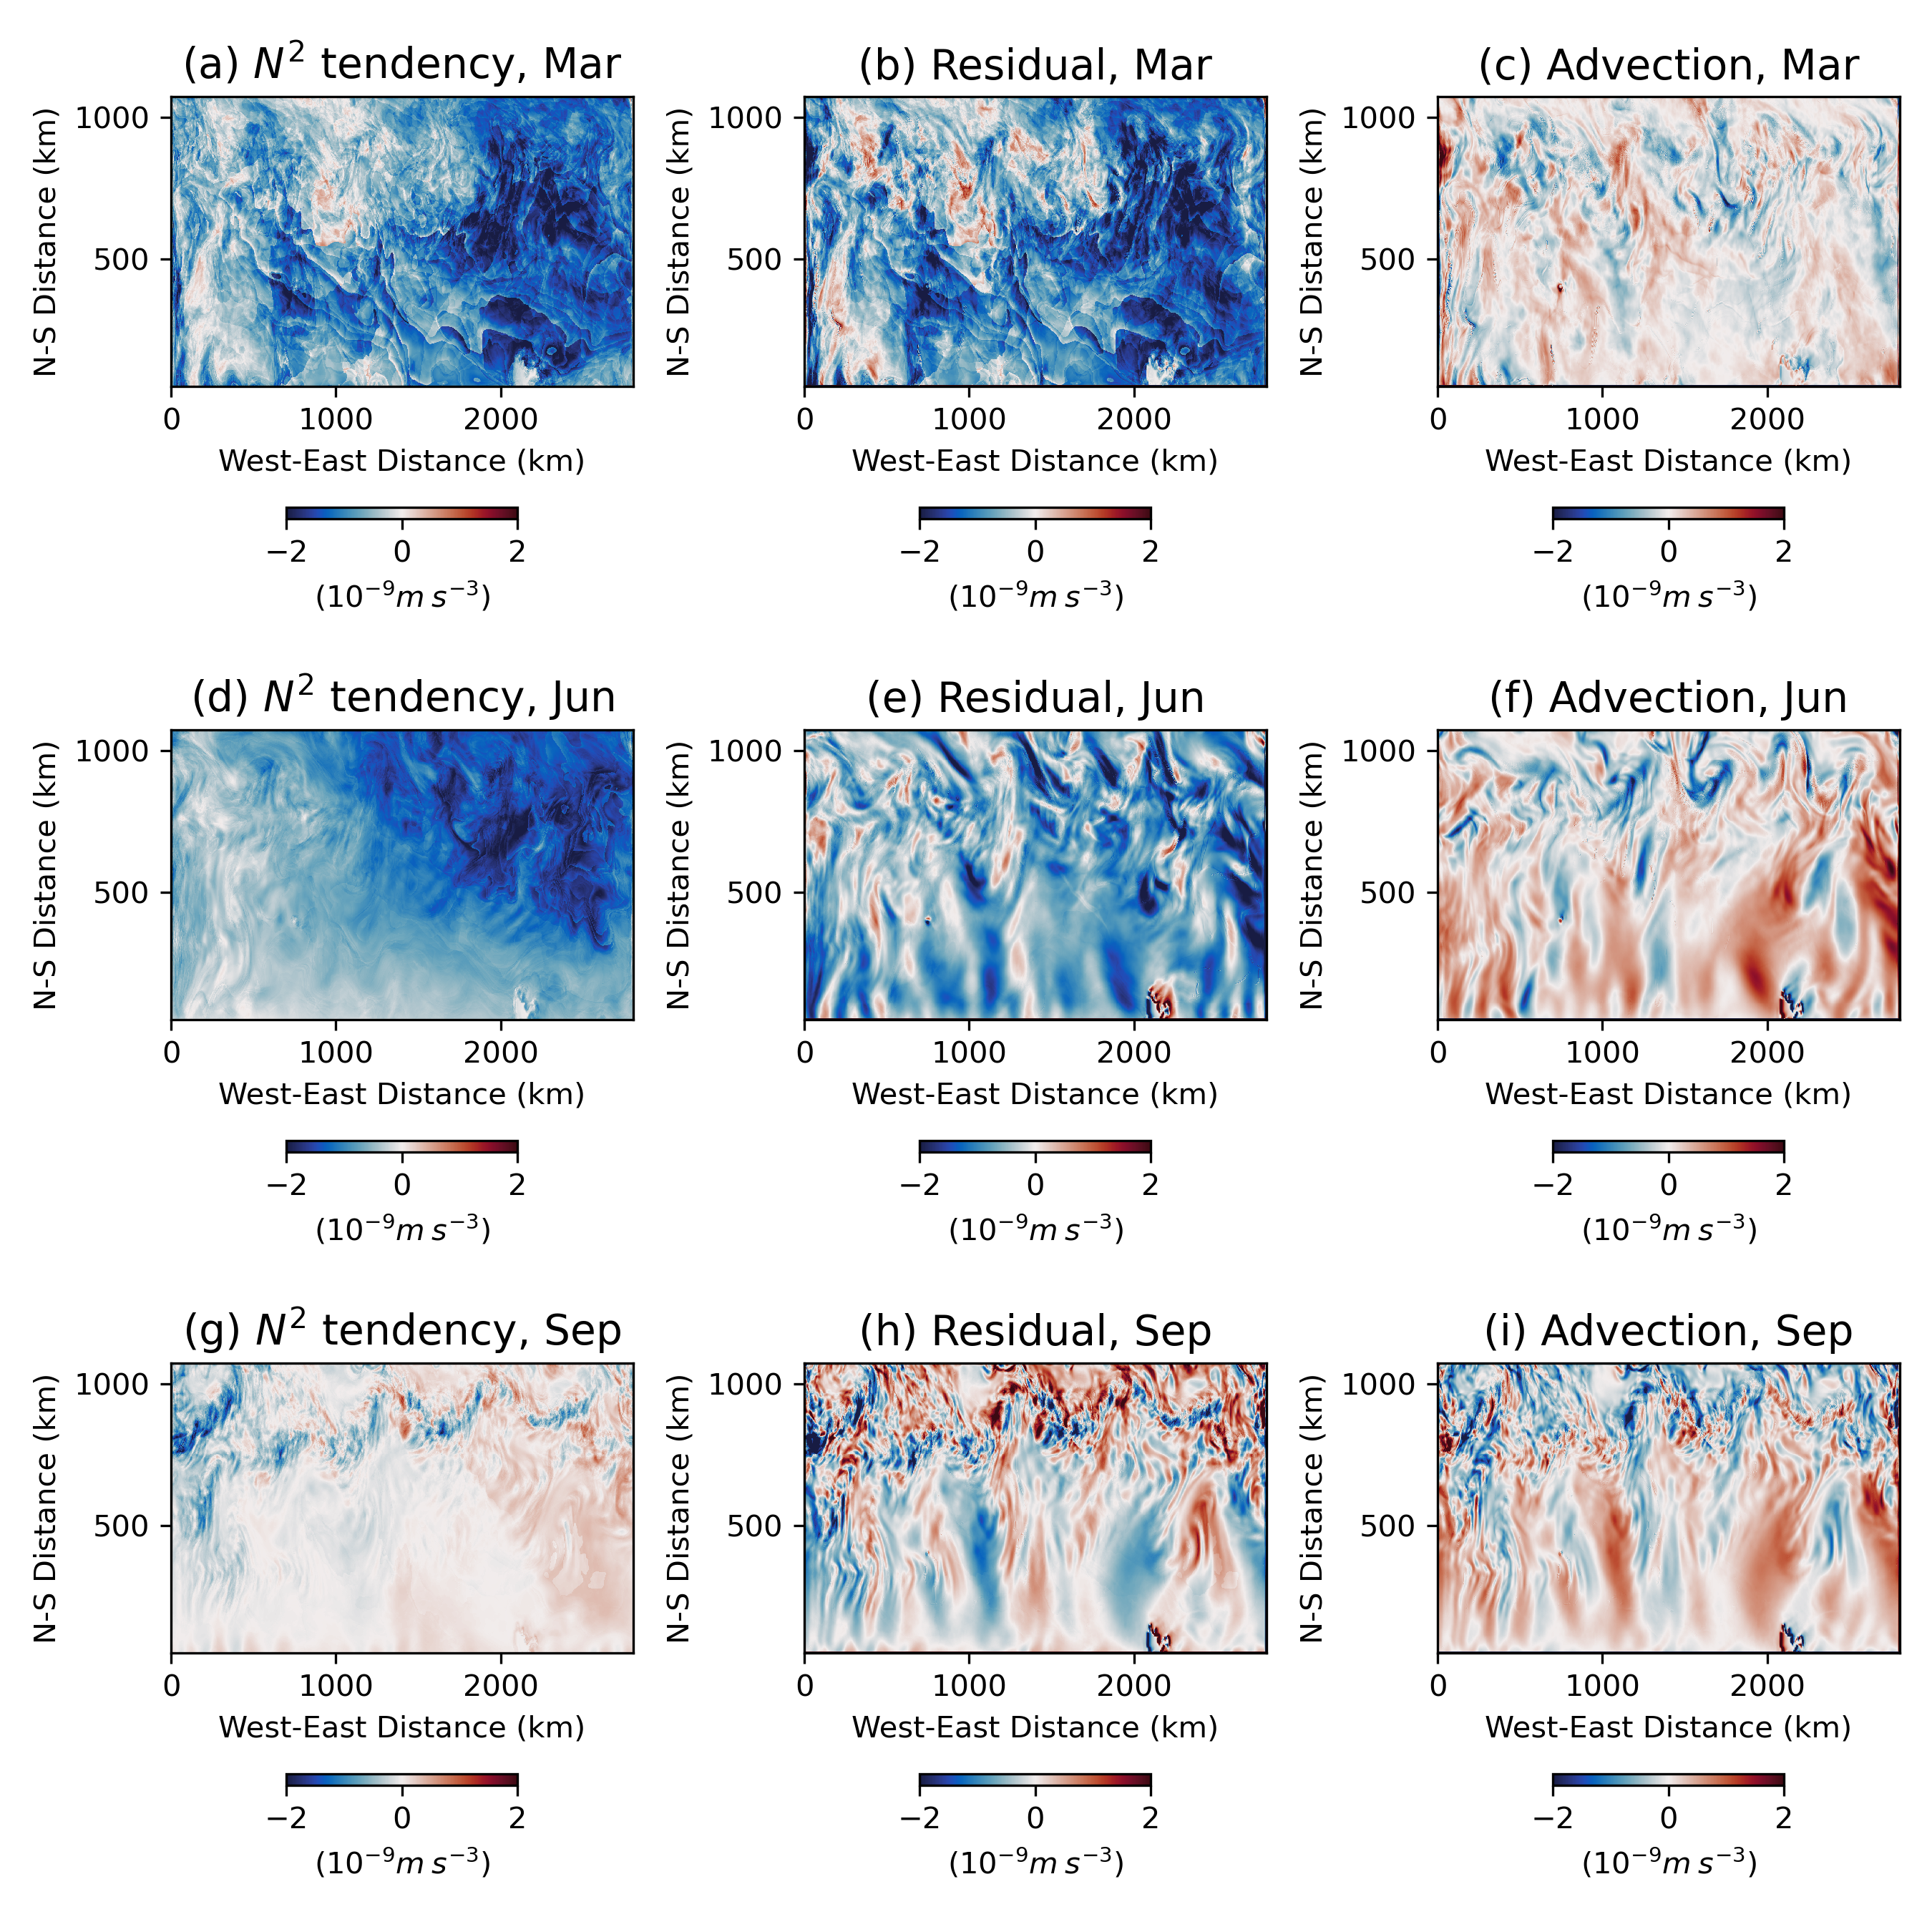 (a) N² tendency, Mar
N-S Distance (km)
1000
500
0 1000 2000
West-East Distance (km)
−2 0 2
(10⁻⁹m s⁻³)
(b) Residual, Mar
N-S Distance (km)
1000
500
0 1000 2000
West-East Distance (km)
−2 0 2
(10⁻⁹m s⁻³)
(c) Advection, Mar
N-S Distance (km)
1000
500
0 1000 2000
West-East Distance (km)
−2 0 2
(10⁻⁹m s⁻³)
(d) N² tendency, Jun
N-S Distance (km)
1000
500
0 1000 2000
West-East Distance (km)
−2 0 2
(10⁻⁹m s⁻³)
(e) Residual, Jun
N-S Distance (km)
1000
500
0 1000 2000
West-East Distance (km)
−2 0 2
(10⁻⁹m s⁻³)
(f) Advection, Jun
N-S Distance (km)
1000
500
0 1000 2000
West-East Distance (km)
−2 0 2
(10⁻⁹m s⁻³)
(g) N² tendency, Sep
N-S Distance (km)
1000
500
0 1000 2000
West-East Distance (km)
−2 0 2
(10⁻⁹m s⁻³)
(h) Residual, Sep
N-S Distance (km)
1000
500
0 1000 2000
West-East Distance (km)
−2 0 2
(10⁻⁹m s⁻³)
(i) Advection, Sep
N-S Distance (km)
1000
500
0 1000 2000
West-East Distance (km)
−2 0 2
(10⁻⁹m s⁻³)